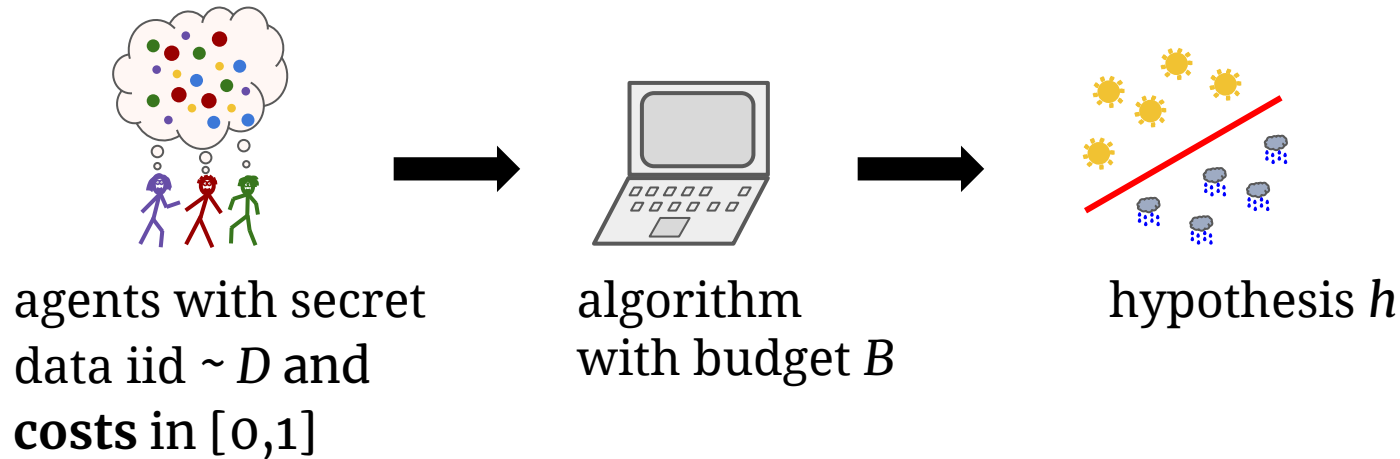 agents with secret
data iid ~ D and
costs in [0,1]
algorithm
with budget B
hypothesis h